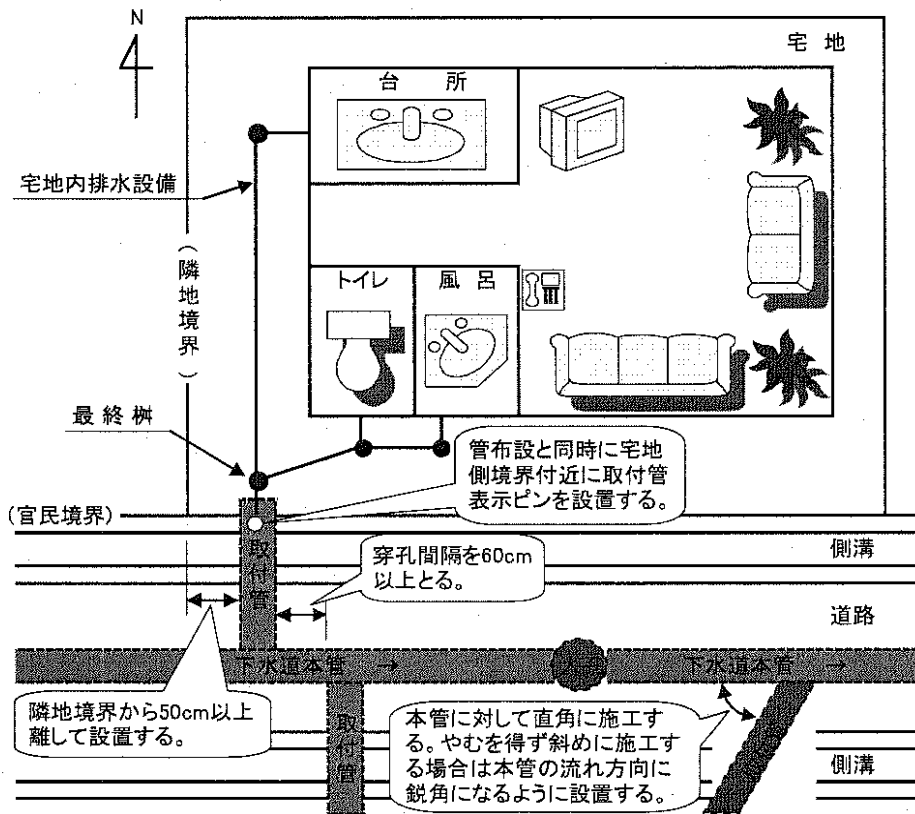 N
宅 地
台 所
宅地内排水設備
（隣地境界）
トイレ
風 呂
最 終 桝
管布設と同時に宅地
側境界付近に取付管
表示ピンを設置する。
(官民境界)
側溝
取付管
穿孔間隔を60cm
以上とる。
道路
下水道本管 →
人孔
下水道本管 →
隣地境界から50cm以上
離して設置する。
取付管
本管に対して直角に施工す
る。やむを得ず斜めに施工す
る場合は本管の流れ方向に
鋭角になるように設置する。
側溝